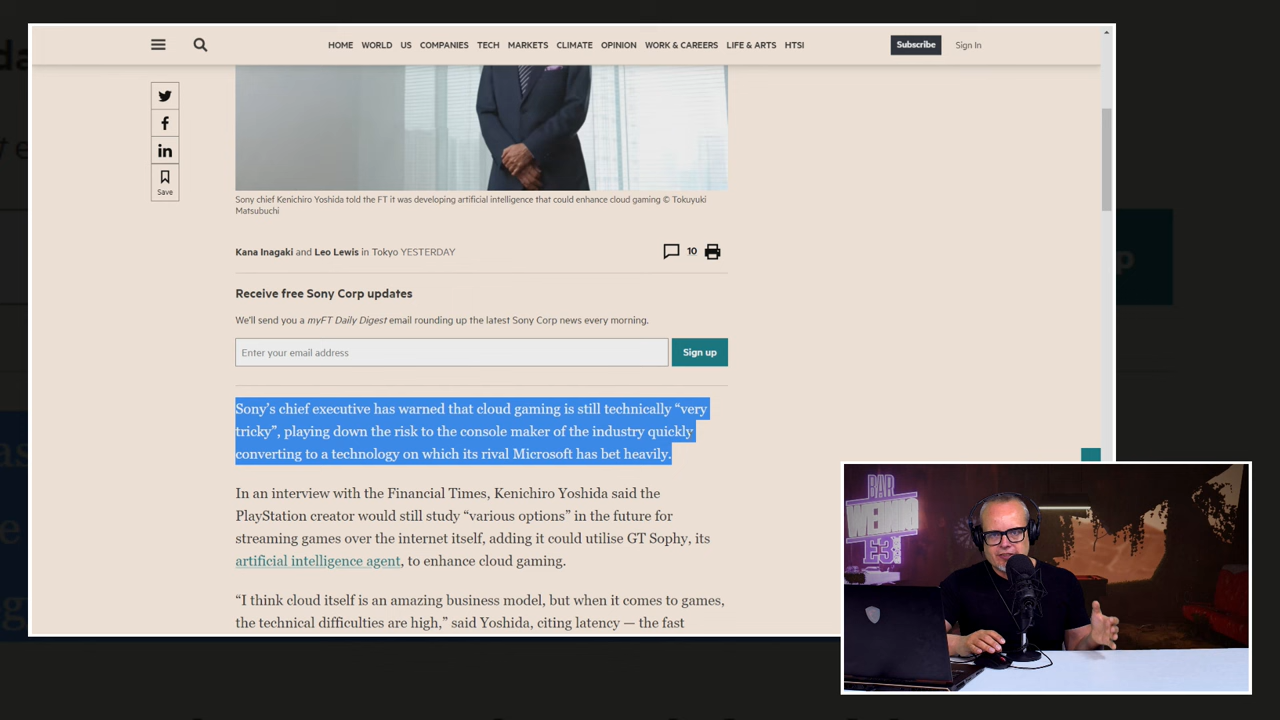 HOME WORLD US COMPANIES TECH MARKETS CLIMATE OPINION WORK & CAREERS LIFE & ARTS HTSI
Subscribe
Sign In
Save
Sony chief Kenichiro Yoshida told the FT it was developing artificial intelligence that could enhance cloud gaming © Tokuyuki
Matsubuchi
Kana Inagaki and Leo Lewis in Tokyo YESTERDAY
10
Receive free Sony Corp updates
We'll send you a myFT Daily Digest email rounding up the latest Sony Corp news every morning.
Enter your email address
Sign up
Sony's chief executive has warned that cloud gaming is still technically “very
tricky”, playing down the risk to the console maker of the industry quickly
converting to a technology on which its rival Microsoft has bet heavily.
In an interview with the Financial Times, Kenichiro Yoshida said the
PlayStation creator would still study “various options” in the future for
streaming games over the internet itself, adding it could utilise GT Sophy, its
artificial intelligence agent, to enhance cloud gaming.
“I think cloud itself is an amazing business model, but when it comes to games,
the technical difficulties are high,” said Yoshida, citing latency — the fast
BAR
E3